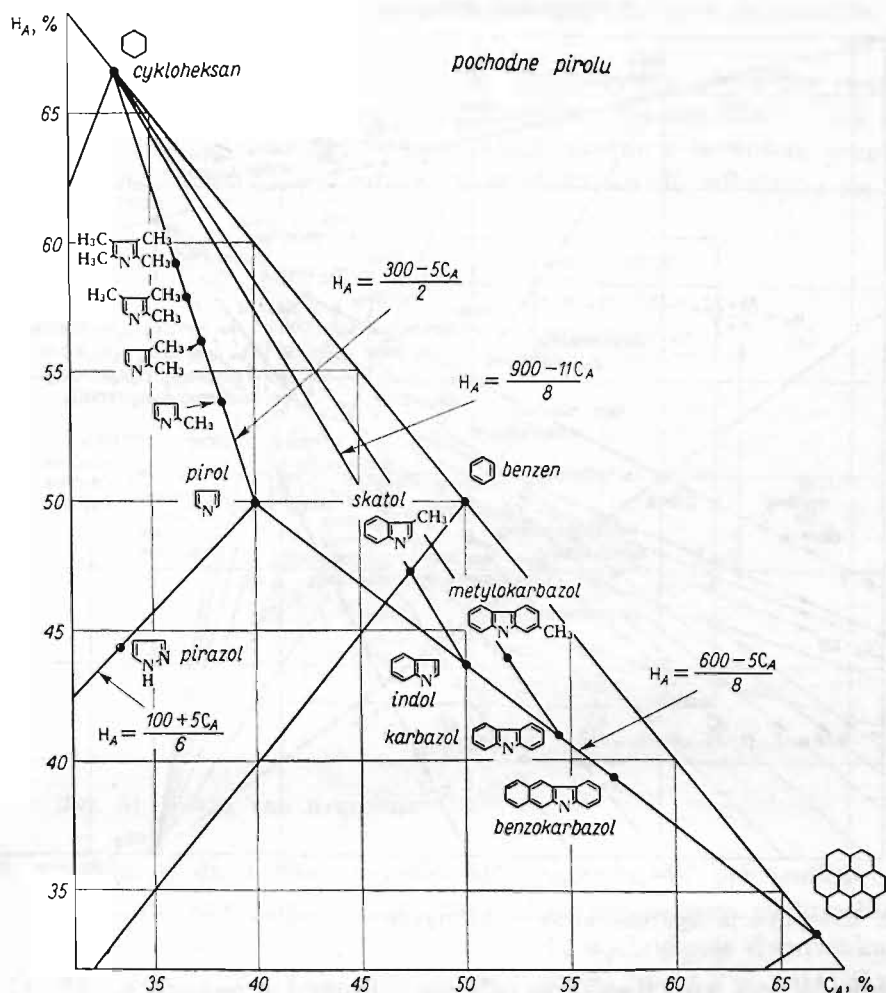 H_A, %
cykloheksan
pochodne pirolu
65
60
H₃C CH₃
H₃C N CH₃
H_A = (300 − 5C_A)/2
H₃C CH₃
N CH₃
CH₃
N CH₃
55
H_A = (900 − 11C_A)/8
N CH₃
pirol
N
50
benzen
skatol
CH₃
N
metylokarbazol
N CH₃
45
N
N
H
pirazol
N
indol
H_A = (600 − 5C_A)/8
H_A = (100 + 5C_A)/6
karbazol
N
40
N
benzokarbazol
35
35 40 45 50 55 60 65 C_A, %